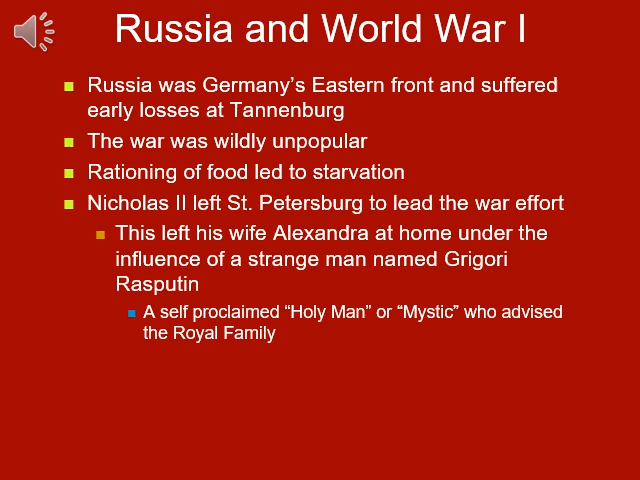 Russia and World War I
Russia was Germany’s Eastern front and suffered
early losses at Tannenburg
The war was wildly unpopular
Rationing of food led to starvation
Nicholas II left St. Petersburg to lead the war effort
This left his wife Alexandra at home under the
influence of a strange man named Grigori
Rasputin
A self proclaimed “Holy Man” or “Mystic” who advised
the Royal Family